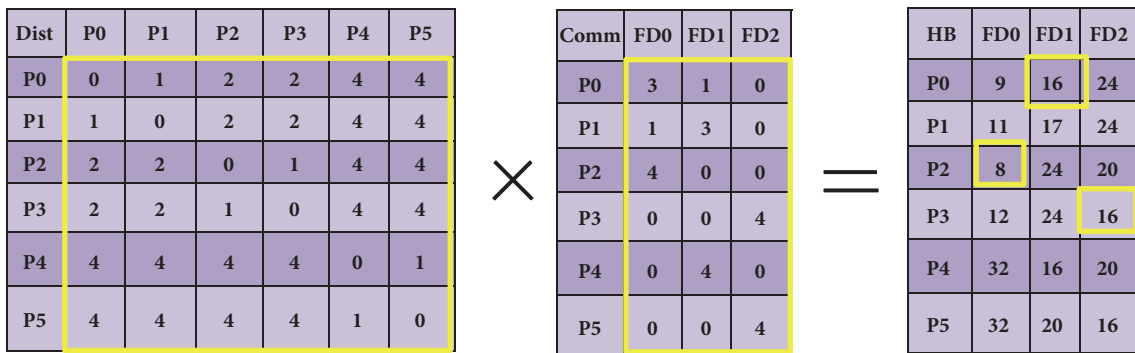 Dist P0 P1 P2 P3 P4 P5
P0 0 1 2 2 4 4
P1 1 0 2 2 4 4
P2 2 2 0 1 4 4
P3 2 2 1 0 4 4
P4 4 4 4 4 0 1
P5 4 4 4 4 1 0
×
Comm FD0 FD1 FD2
P0 3 1 0
P1 1 3 0
P2 4 0 0
P3 0 0 4
P4 0 4 0
P5 0 0 4
=
HB FD0 FD1 FD2
P0 9 16 24
P1 11 17 24
P2 8 24 20
P3 12 24 16
P4 32 16 20
P5 32 20 16